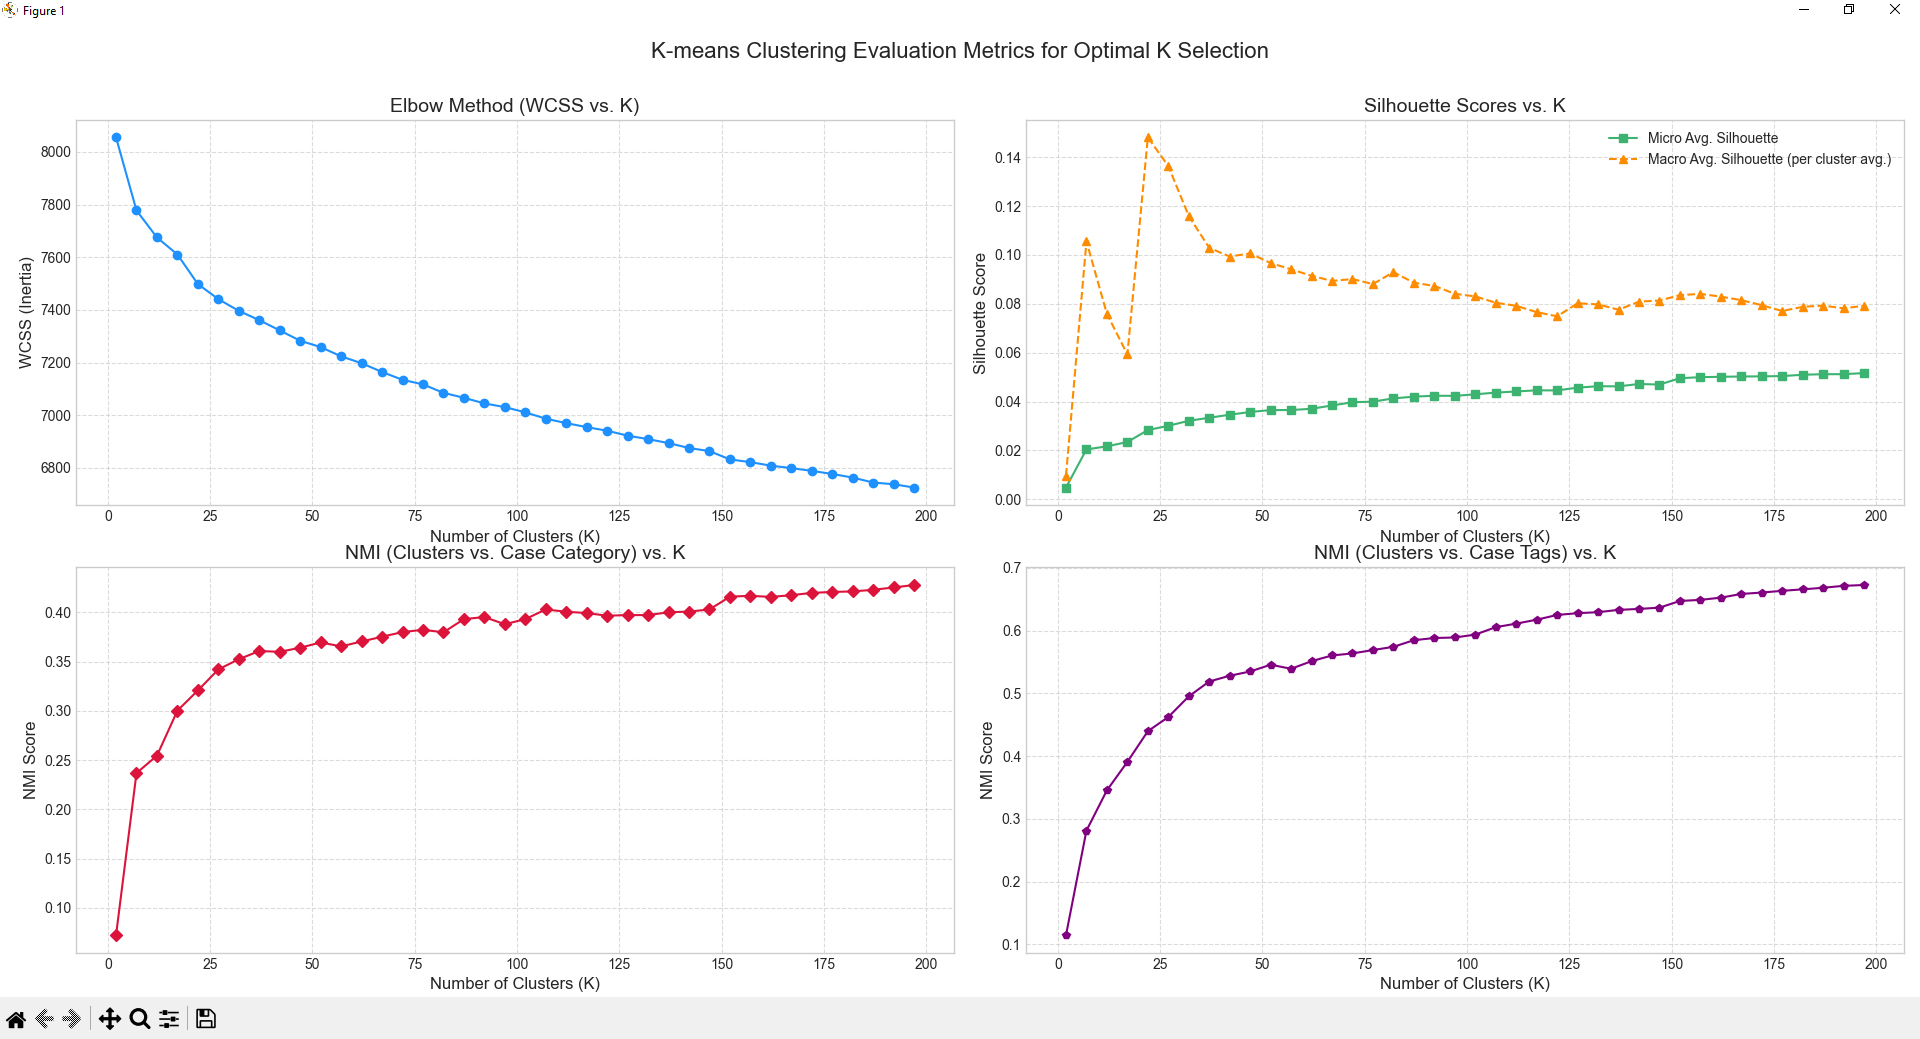 Figure 1
K-means Clustering Evaluation Metrics for Optimal K Selection
Elbow Method (WCSS vs. K)
WCSS (Inertia)
8000
7800
7600
7400
7200
7000
6800
0 25 50 75 100 125 150 175 200
Number of Clusters (K)
Silhouette Scores vs. K
Micro Avg. Silhouette
Macro Avg. Silhouette (per cluster avg.)
Silhouette Score
0.14
0.12
0.10
0.08
0.06
0.04
0.02
0.00
0 25 50 75 100 125 150 175 200
Number of Clusters (K)
NMI (Clusters vs. Case Category) vs. K
NMI Score
0.40
0.35
0.30
0.25
0.20
0.15
0.10
0 25 50 75 100 125 150 175 200
Number of Clusters (K)
NMI (Clusters vs. Case Tags) vs. K
NMI Score
0.7
0.6
0.5
0.4
0.3
0.2
0.1
0 25 50 75 100 125 150 175 200
Number of Clusters (K)